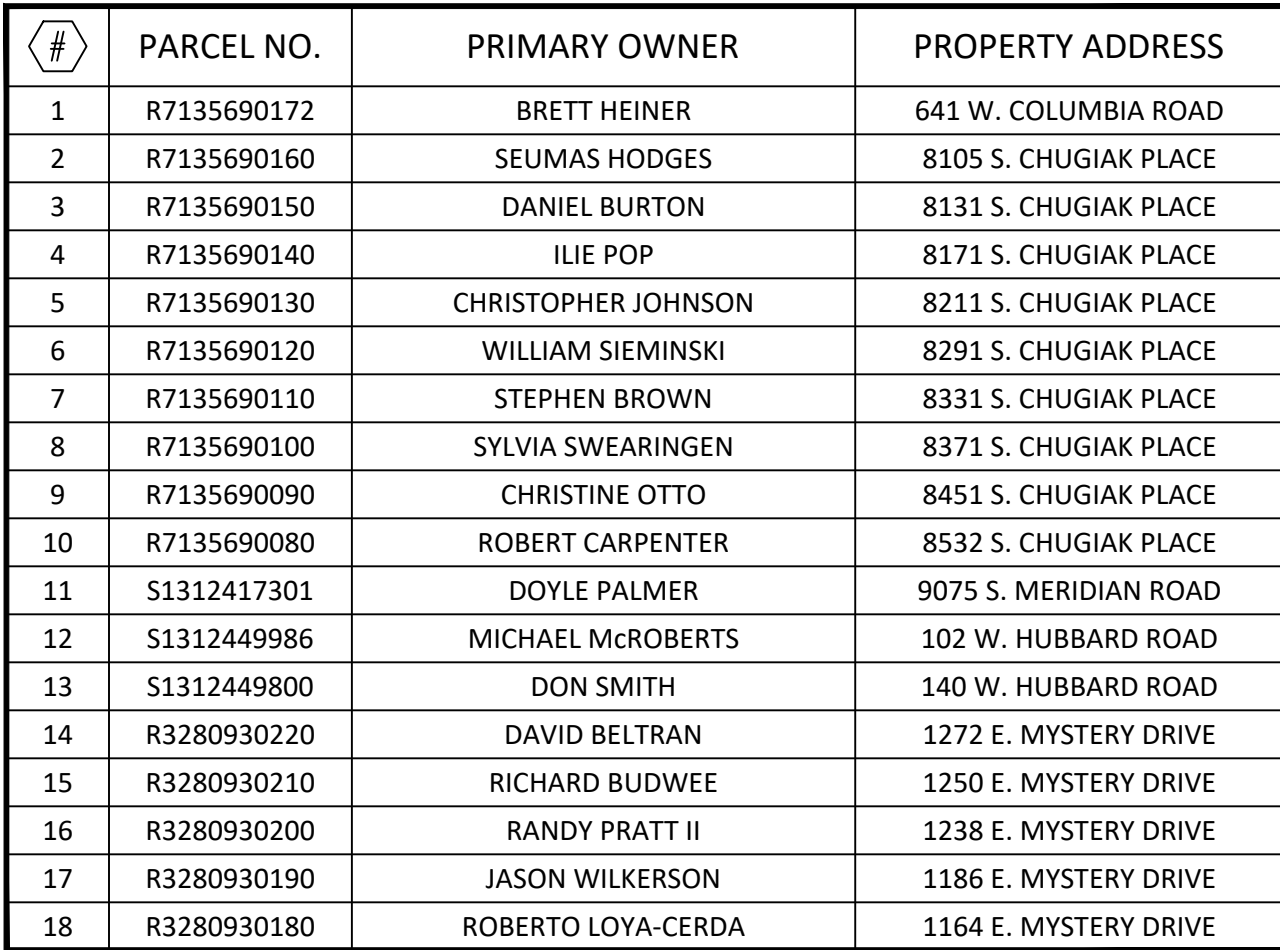 # PARCEL NO. PRIMARY OWNER PROPERTY ADDRESS
1 R7135690172 BRETT HEINER 641 W. COLUMBIA ROAD
2 R7135690160 SEUMAS HODGES 8105 S. CHUGIAK PLACE
3 R7135690150 DANIEL BURTON 8131 S. CHUGIAK PLACE
4 R7135690140 ILIE POP 8171 S. CHUGIAK PLACE
5 R7135690130 CHRISTOPHER JOHNSON 8211 S. CHUGIAK PLACE
6 R7135690120 WILLIAM SIEMINSKI 8291 S. CHUGIAK PLACE
7 R7135690110 STEPHEN BROWN 8331 S. CHUGIAK PLACE
8 R7135690100 SYLVIA SWEARINGEN 8371 S. CHUGIAK PLACE
9 R7135690090 CHRISTINE OTTO 8451 S. CHUGIAK PLACE
10 R7135690080 ROBERT CARPENTER 8532 S. CHUGIAK PLACE
11 S1312417301 DOYLE PALMER 9075 S. MERIDIAN ROAD
12 S1312449986 MICHAEL McROBERTS 102 W. HUBBARD ROAD
13 S1312449800 DON SMITH 140 W. HUBBARD ROAD
14 R3280930220 DAVID BELTRAN 1272 E. MYSTERY DRIVE
15 R3280930210 RICHARD BUDWEE 1250 E. MYSTERY DRIVE
16 R3280930200 RANDY PRATT II 1238 E. MYSTERY DRIVE
17 R3280930190 JASON WILKERSON 1186 E. MYSTERY DRIVE
18 R3280930180 ROBERTO LOYA-CERDA 1164 E. MYSTERY DRIVE